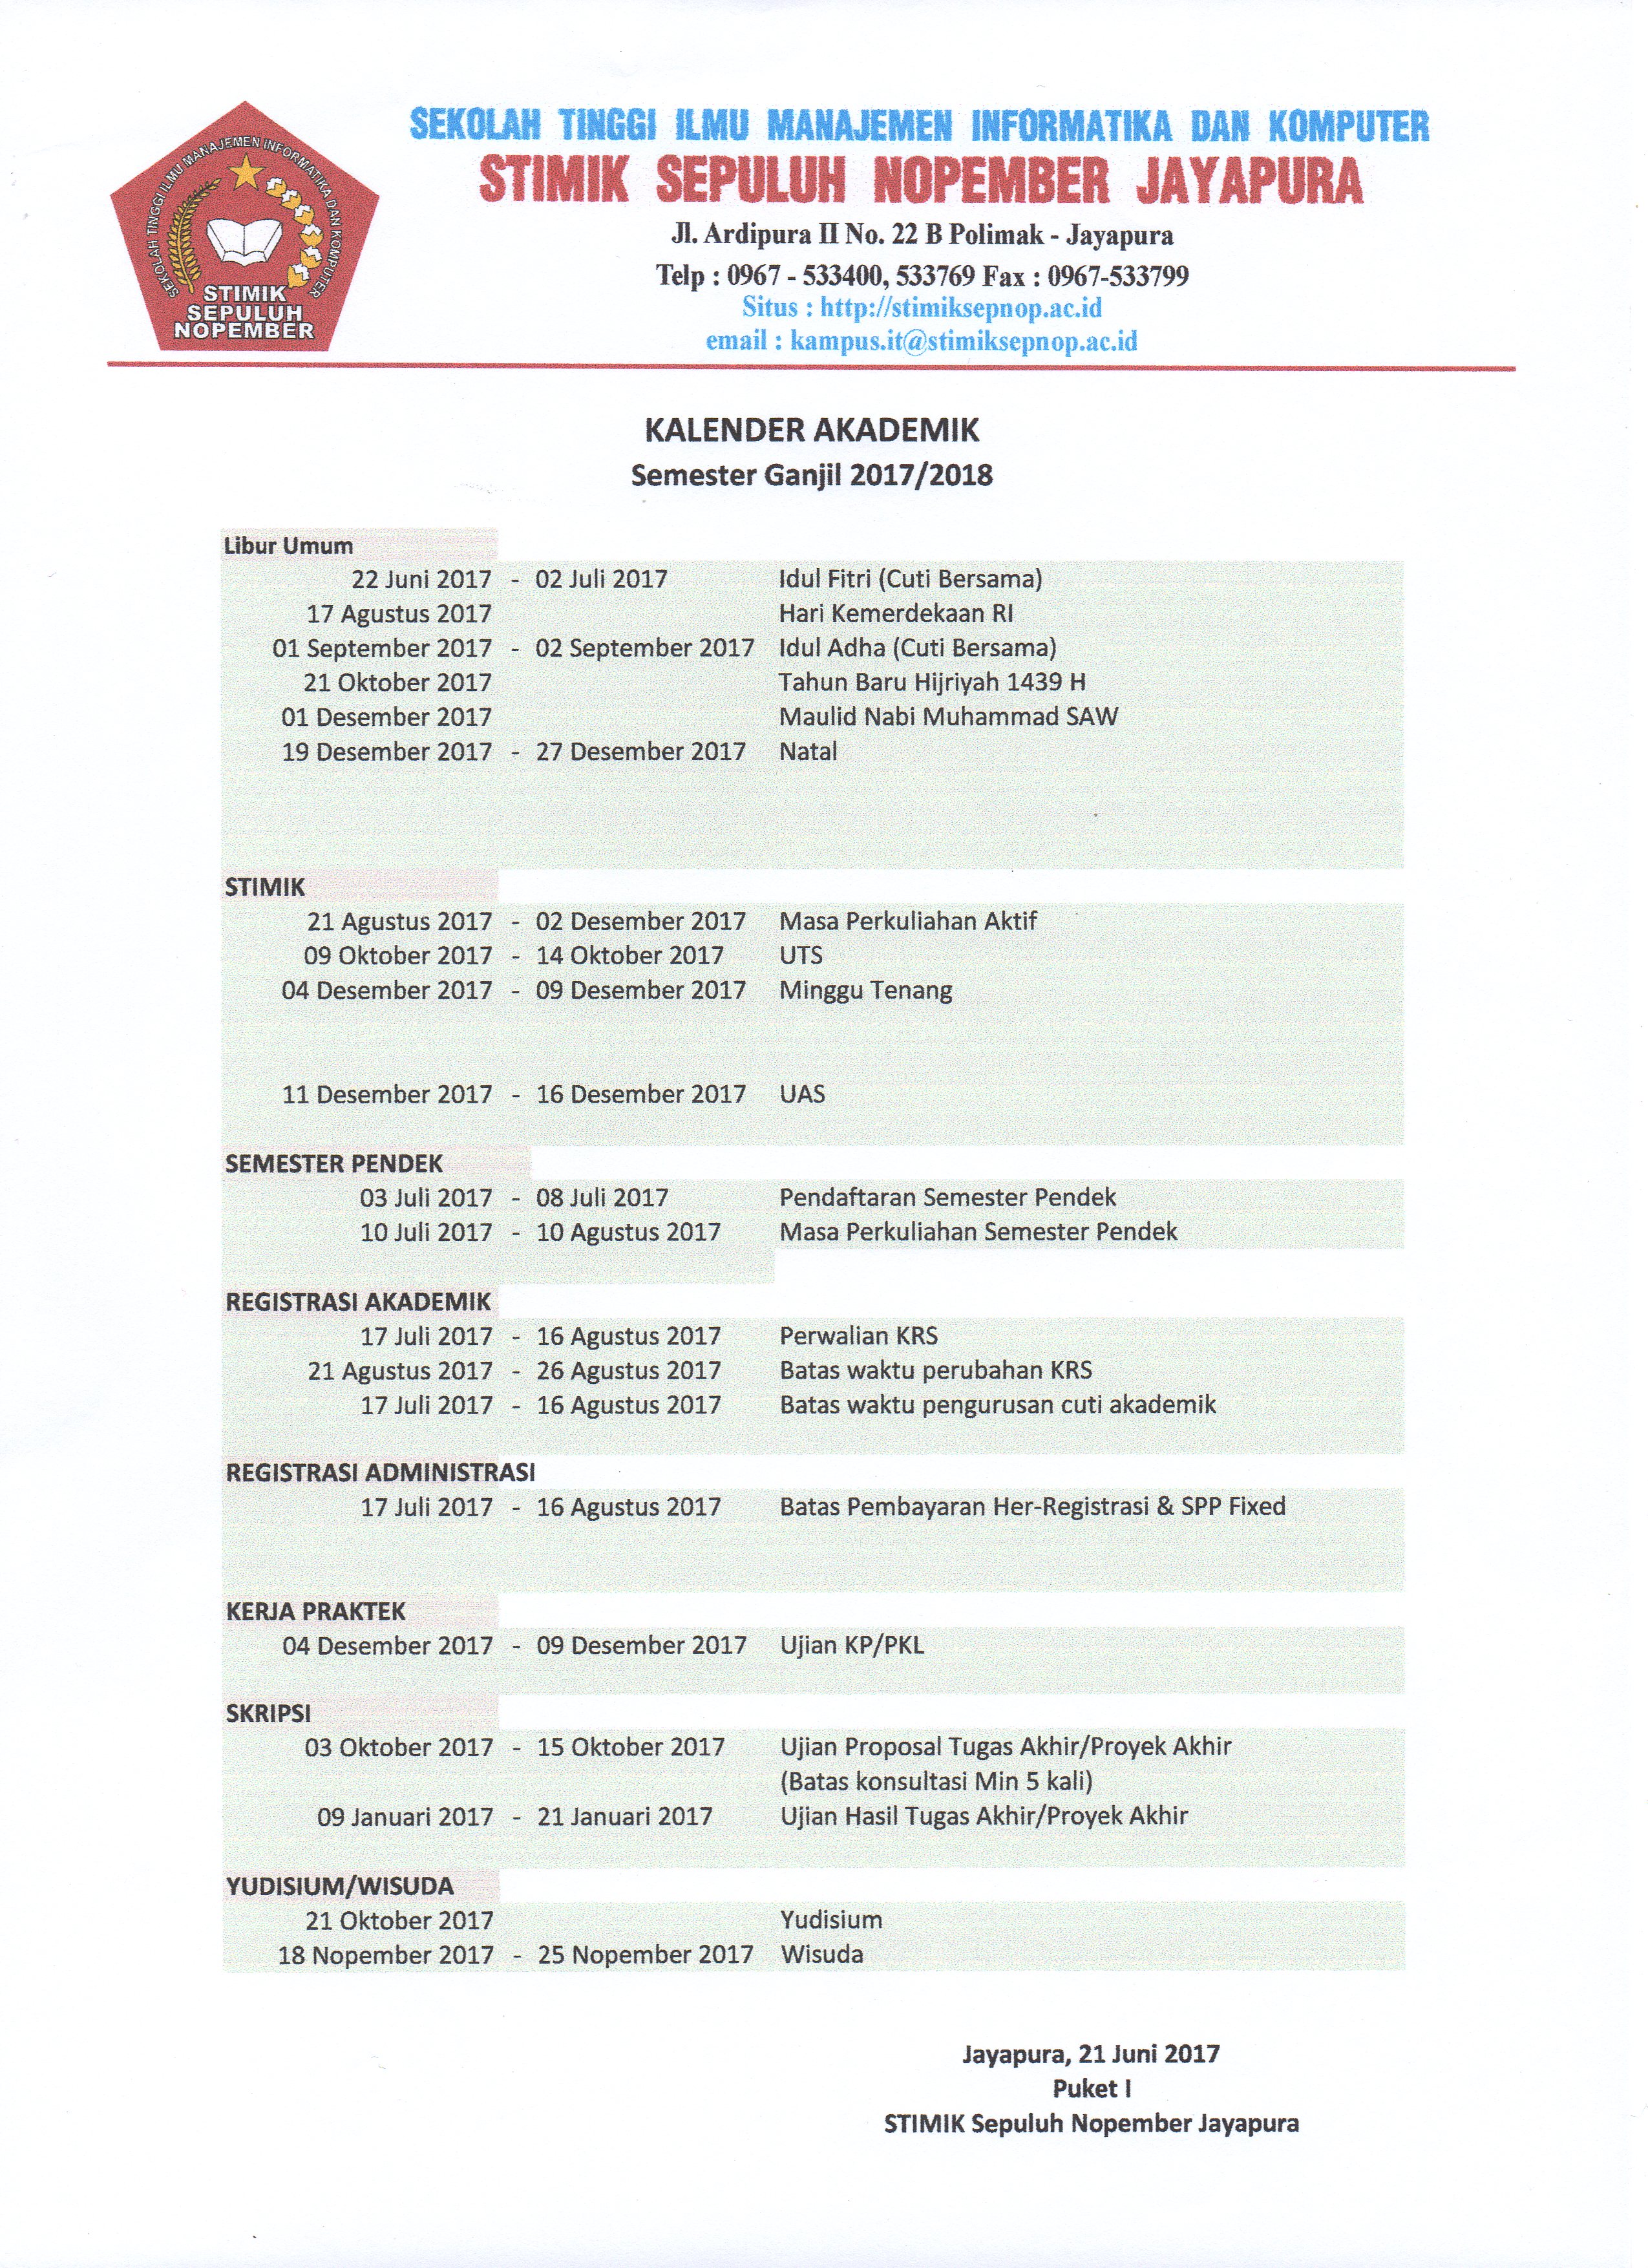 SEKOLAH TINGGI ILMU MANAJEMEN INFORMATIKA DAN KOMPUTER
STIMIK
SEPULUH
NOPEMBER
SEKOLAH TINGGI ILMU MANAJEMEN INFORMATIKA DAN KOMPUTER
STIMIK SEPULUH NOPEMBER JAYAPURA
Jl. Ardipura II No. 22 B Polimak - Jayapura
Telp : 0967 - 533400, 533769 Fax : 0967-533799
Situs : http://stimiksepnop.ac.id
email : kampus.it@stimiksepnop.ac.id
KALENDER AKADEMIK
Semester Ganjil 2017/2018
Libur Umum
22 Juni 2017 - 02 Juli 2017 Idul Fitri (Cuti Bersama)
17 Agustus 2017 Hari Kemerdekaan RI
01 September 2017 - 02 September 2017 Idul Adha (Cuti Bersama)
21 Oktober 2017 Tahun Baru Hijriyah 1439 H
01 Desember 2017 Maulid Nabi Muhammad SAW
19 Desember 2017 - 27 Desember 2017 Natal
STIMIK
21 Agustus 2017 - 02 Desember 2017 Masa Perkuliahan Aktif
09 Oktober 2017 - 14 Oktober 2017 UTS
04 Desember 2017 - 09 Desember 2017 Minggu Tenang
11 Desember 2017 - 16 Desember 2017 UAS
SEMESTER PENDEK
03 Juli 2017 - 08 Juli 2017 Pendaftaran Semester Pendek
10 Juli 2017 - 10 Agustus 2017 Masa Perkuliahan Semester Pendek
REGISTRASI AKADEMIK
17 Juli 2017 - 16 Agustus 2017 Perwalian KRS
21 Agustus 2017 - 26 Agustus 2017 Batas waktu perubahan KRS
17 Juli 2017 - 16 Agustus 2017 Batas waktu pengurusan cuti akademik
REGISTRASI ADMINISTRASI
17 Juli 2017 - 16 Agustus 2017 Batas Pembayaran Her-Registrasi & SPP Fixed
KERJA PRAKTEK
04 Desember 2017 - 09 Desember 2017 Ujian KP/PKL
SKRIPSI
03 Oktober 2017 - 15 Oktober 2017 Ujian Proposal Tugas Akhir/Proyek Akhir
(Batas konsultasi Min 5 kali)
09 Januari 2017 - 21 Januari 2017 Ujian Hasil Tugas Akhir/Proyek Akhir
YUDISIUM/WISUDA
21 Oktober 2017 Yudisium
18 Nopember 2017 - 25 Nopember 2017 Wisuda
Jayapura, 21 Juni 2017
Puket I
STIMIK Sepuluh Nopember Jayapura